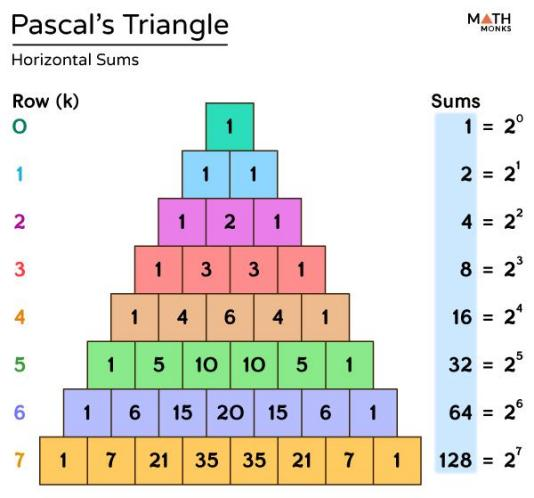 Pascal's Triangle
MATH
MONKS
Horizontal Sums
Row (k) Sums
0 1 1 = 2⁰
1 1 1 2 = 2¹
2 1 2 1 4 = 2²
3 1 3 3 1 8 = 2³
4 1 4 6 4 1 16 = 2⁴
5 1 5 10 10 5 1 32 = 2⁵
6 1 6 15 20 15 6 1 64 = 2⁶
7 1 7 21 35 35 21 7 1 128 = 2⁷